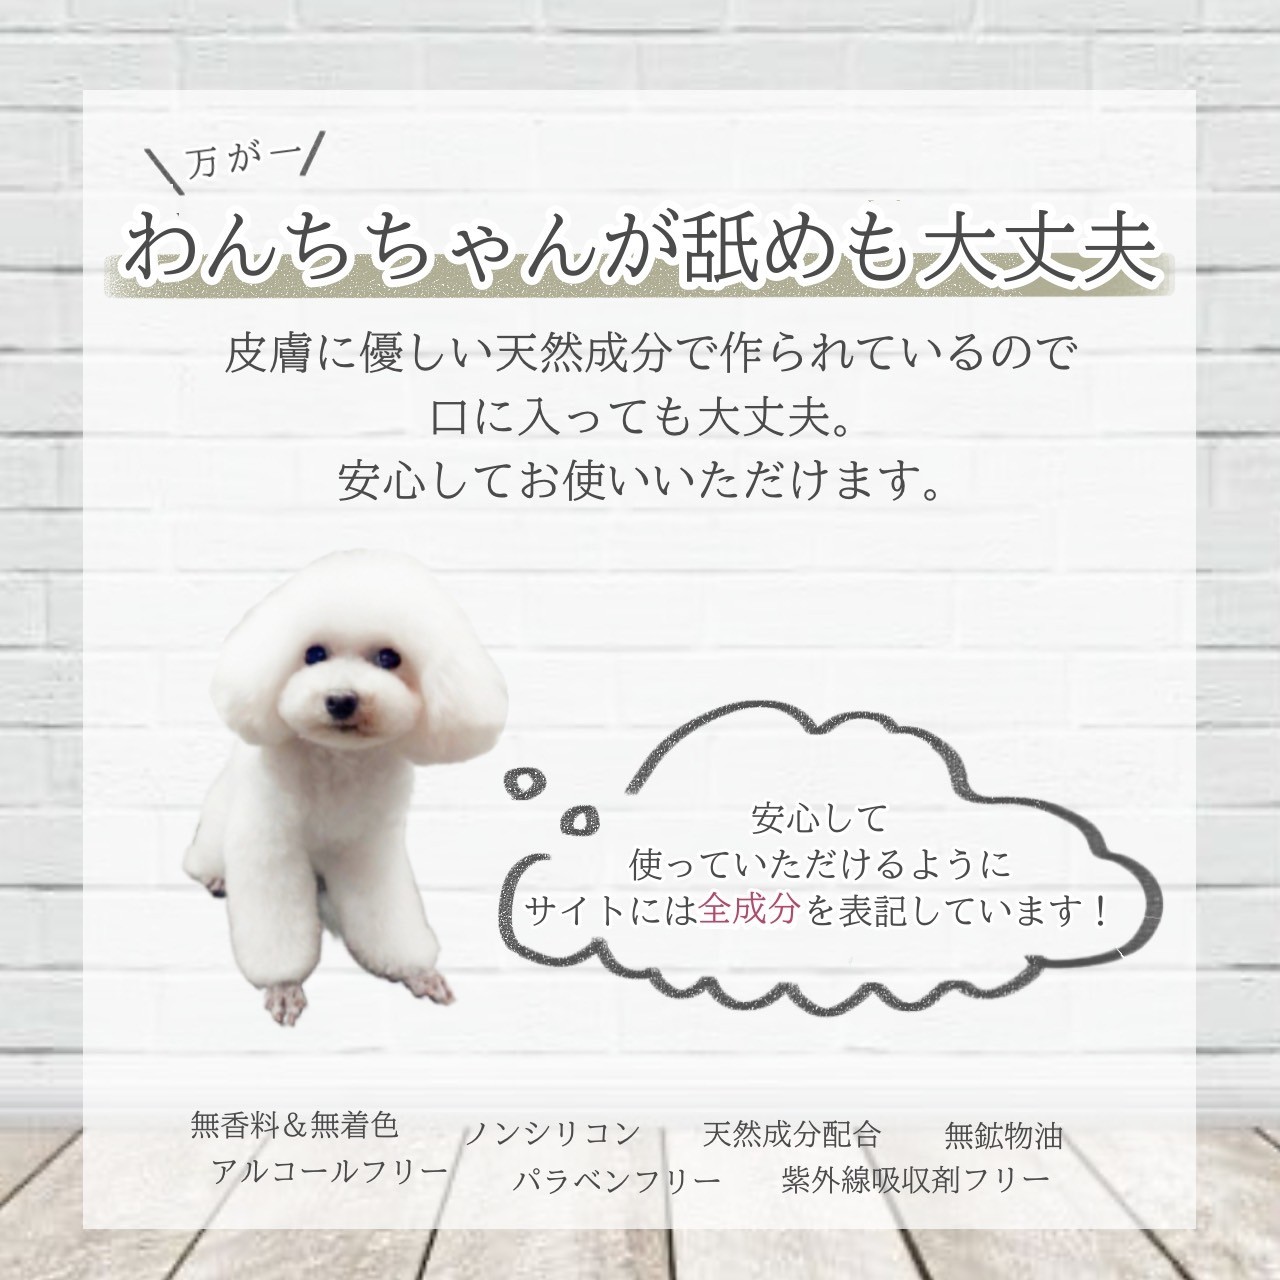 万が一
わんちちゃんが舐めも大丈夫
皮膚に優しい天然成分で作られているので
口に入っても大丈夫。
安心してお使いいただけます。
安心して
使っていただけるように
サイトには全成分を表記しています！
無香料＆無着色
ノンシリコン
天然成分配合
無鉱物油
アルコールフリー
パラベンフリー
紫外線吸収剤フリー